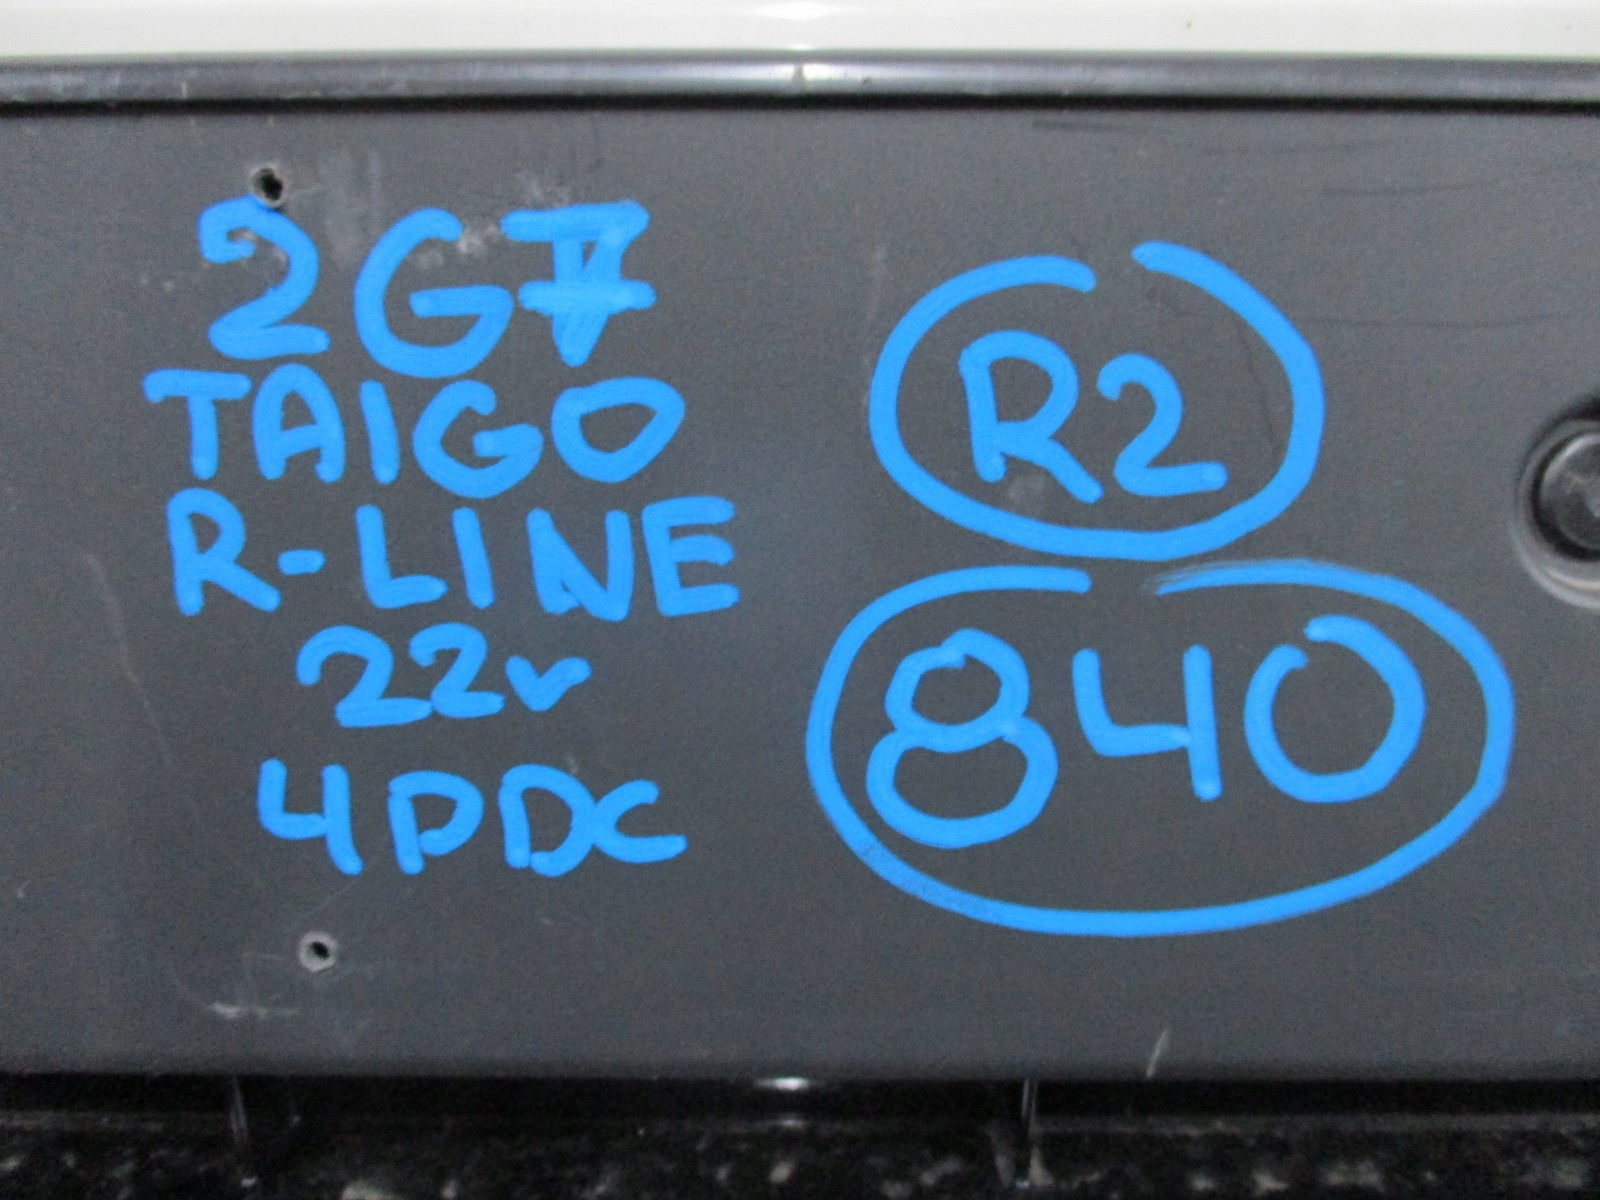 2G7
TAIGO
R-LINE
22v
4PDC
R2
840